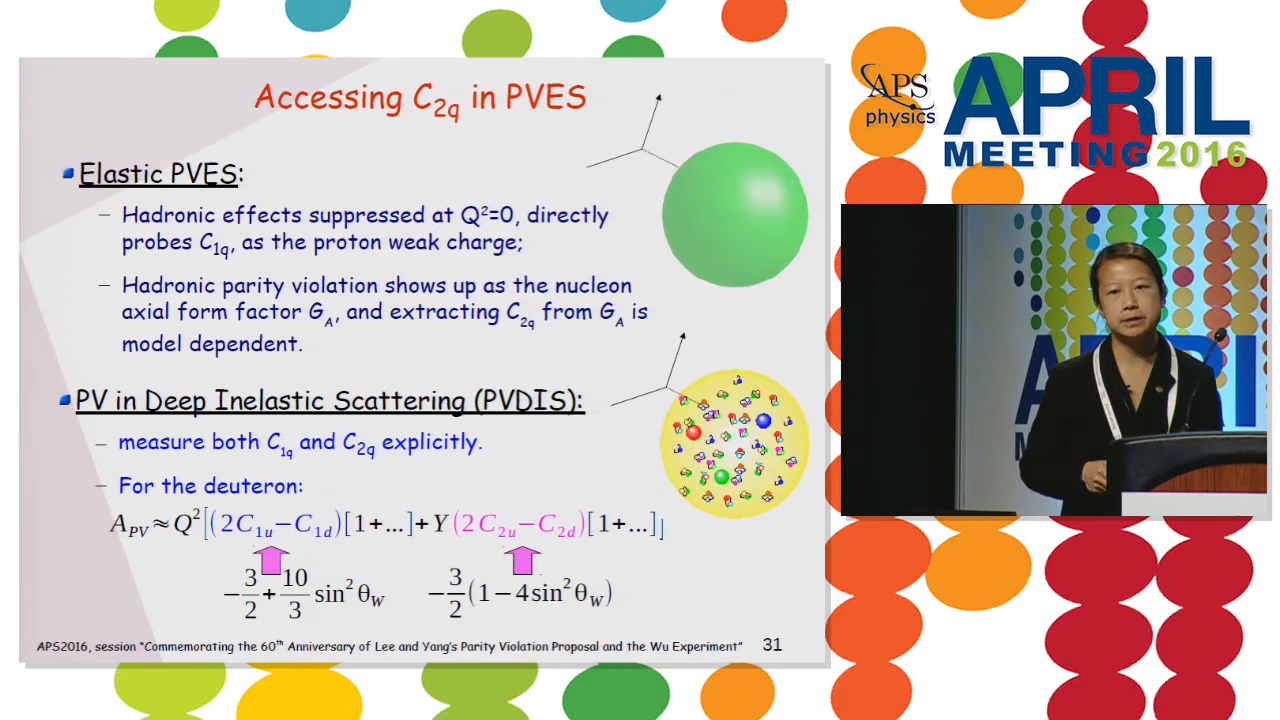 Accessing C2q in PVES
Elastic PVES:
– Hadronic effects suppressed at Q²=0, directly
probes C1q, as the proton weak charge;
– Hadronic parity violation shows up as the nucleon
axial form factor GA, and extracting C2q from GA is
model dependent.
PV in Deep Inelastic Scattering (PVDIS):
– measure both C1q and C2q explicitly.
– For the deuteron:
APV≈Q²[(2C1u−C1d)[1+...]+Y(2C2u−C2d)[1+...]]
−3/2+10/3 sin²θW −3/2(1−4sin²θW)
APS2016, session "Commemorating the 60th Anniversary of Lee and Yang's Parity Violation Proposal and the Wu Experiment" 31
APS
physics
APRIL
MEETING 2016